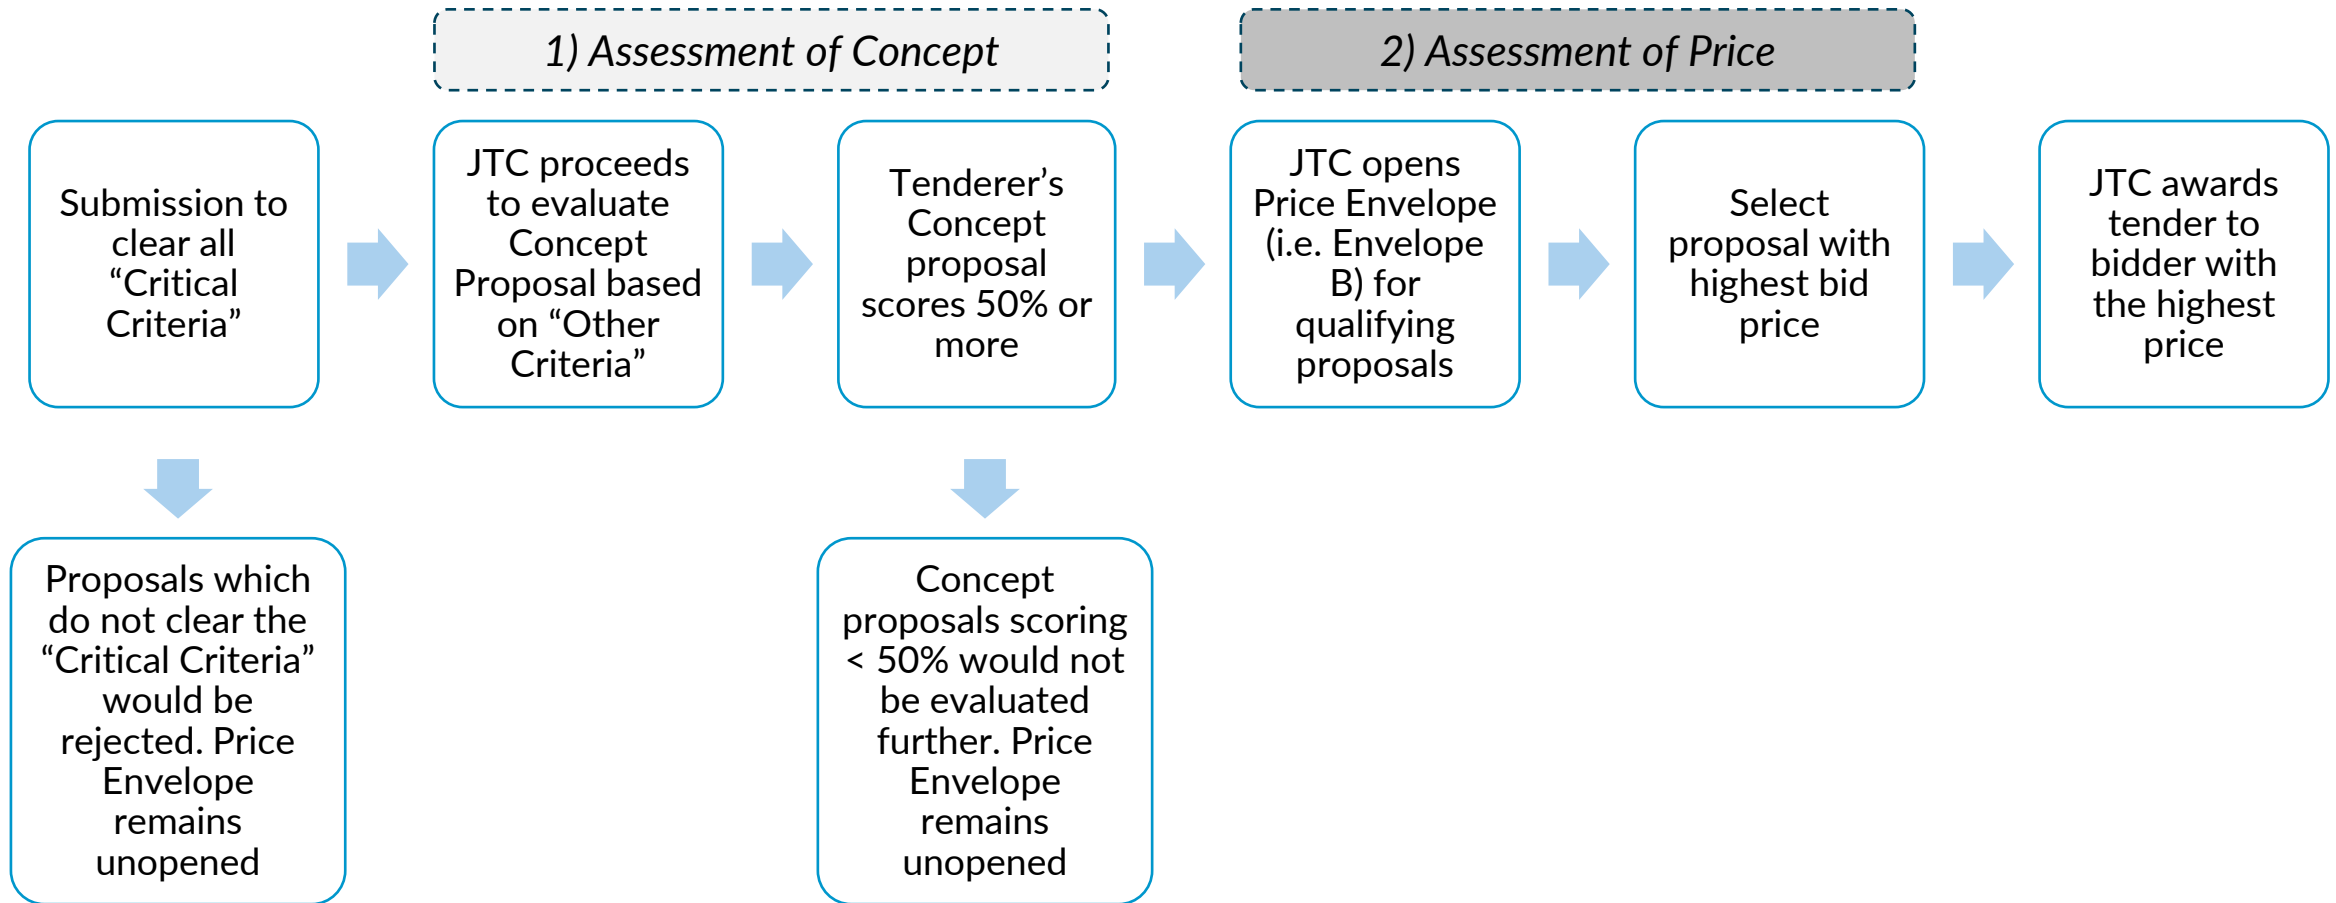 1) Assessment of Concept
2) Assessment of Price
Submission to
clear all
“Critical
Criteria”
JTC proceeds
to evaluate
Concept
Proposal based
on “Other
Criteria”
Tenderer’s
Concept
proposal
scores 50% or
more
JTC opens
Price Envelope
(i.e. Envelope
B) for
qualifying
proposals
Select
proposal with
highest bid
price
JTC awards
tender to
bidder with
the highest
price
Proposals which
do not clear the
“Critical Criteria”
would be
rejected. Price
Envelope
remains
unopened
Concept
proposals scoring
< 50% would not
be evaluated
further. Price
Envelope
remains
unopened